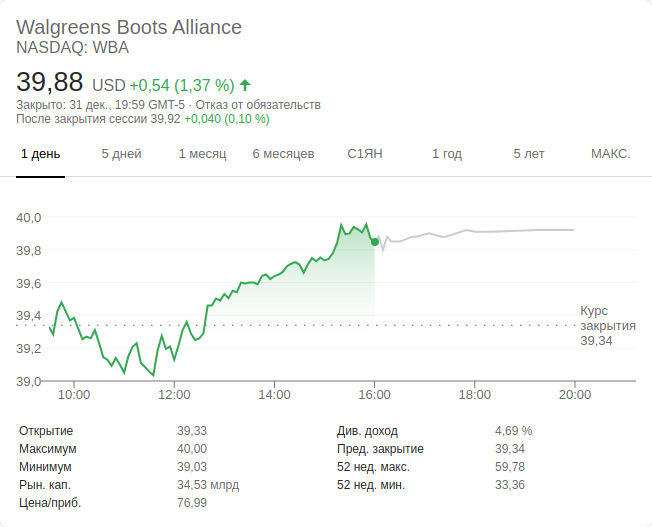 Walgreens Boots Alliance
NASDAQ: WBA
39,88 USD +0,54 (1,37 %)
Закрыто: 31 дек., 19:59 GMT-5 · Отказ от обязательств
После закрытия сессии 39,92 +0,040 (0,10 %)
1 день 5 дней 1 месяц 6 месяцев С1ЯН 1 год 5 лет МАКС.
40,0
39,8
39,6
39,4
39,2
39,0
Курс
закрытия
39,34
10:00 12:00 14:00 16:00 18:00 20:00
Открытие 39,33 Див. доход 4,69 %
Максимум 40,00 Пред. закрытие 39,34
Минимум 39,03 52 нед. макс. 59,78
Рын. кап. 34,53 млрд 52 нед. мин. 33,36
Цена/приб. 76,99